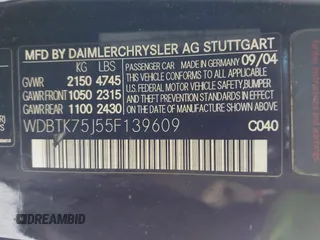 MFD BY DAIMLERCHRYSLER AG STUTTGART
KG LBS PASSENGER CAR MADE IN GERMANY 09/04
GVWR 2150 4745 THIS VEHICLE CONFORMS TO ALL
GAWR.FRONT 1050 2315 APPLICABLE U.S. FEDERAL
GAWR.REAR 1100 2430 MOTOR VEHICLE SAFETY,BUMPER
AND THEFT PREVENTION STANDARDS
IN EFFECT ON THE DATE OF
MANUFACTURE SHOWN ABOVE
WDBTK75J55F139609 C040
DREAMBID